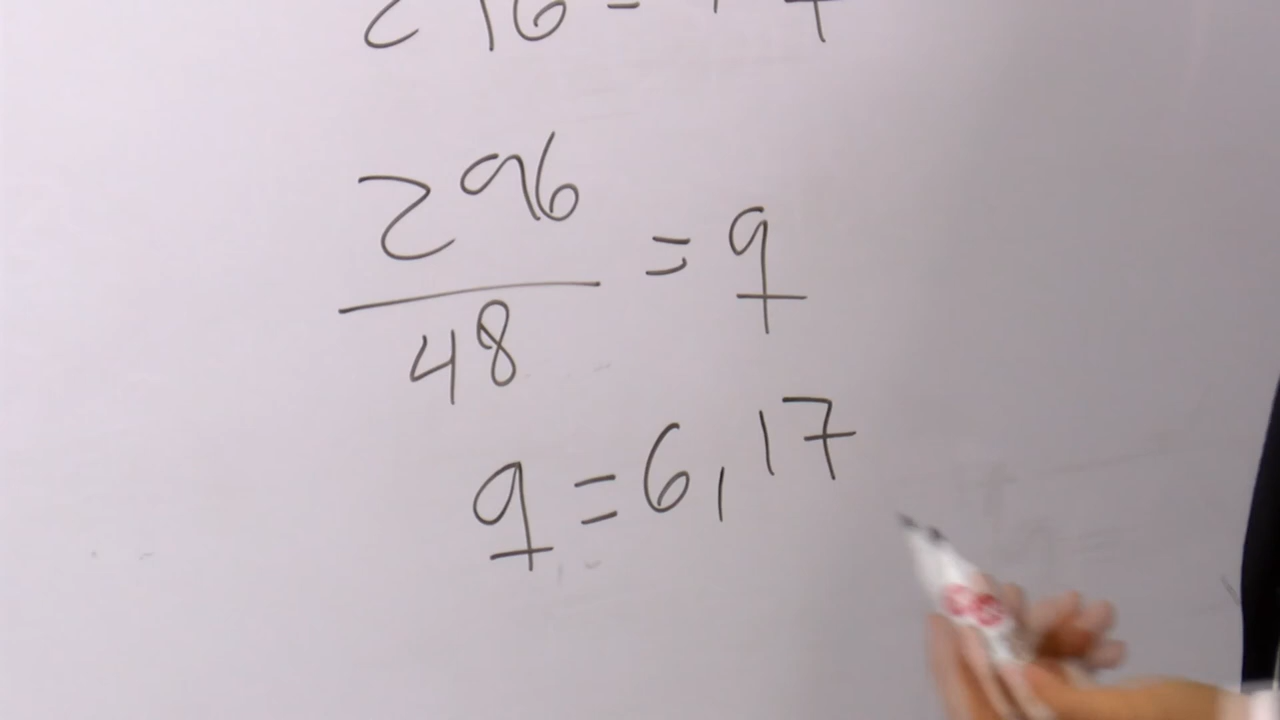 296/48 = q
q = 6,17